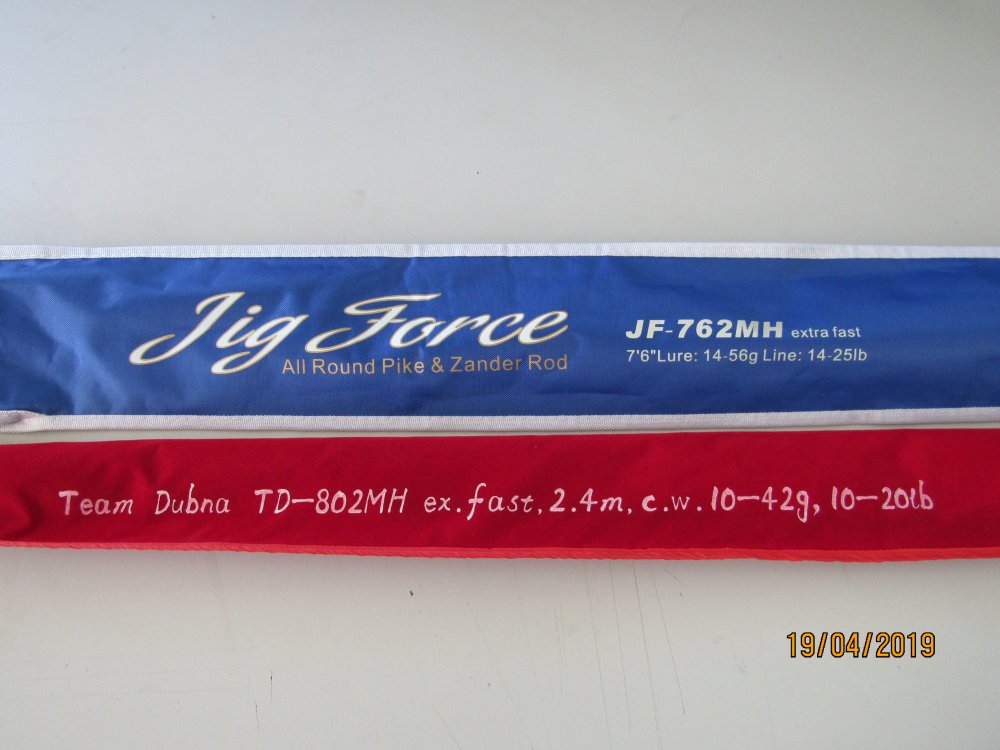 Jig Force
All Round Pike & Zander Rod
JF-762MH extra fast
7'6"Lure: 14-56g Line: 14-25lb
Team Dubna TD-802MH ex.fast, 2.4m, c.w. 10-42g, 10-20lb
19/04/2019